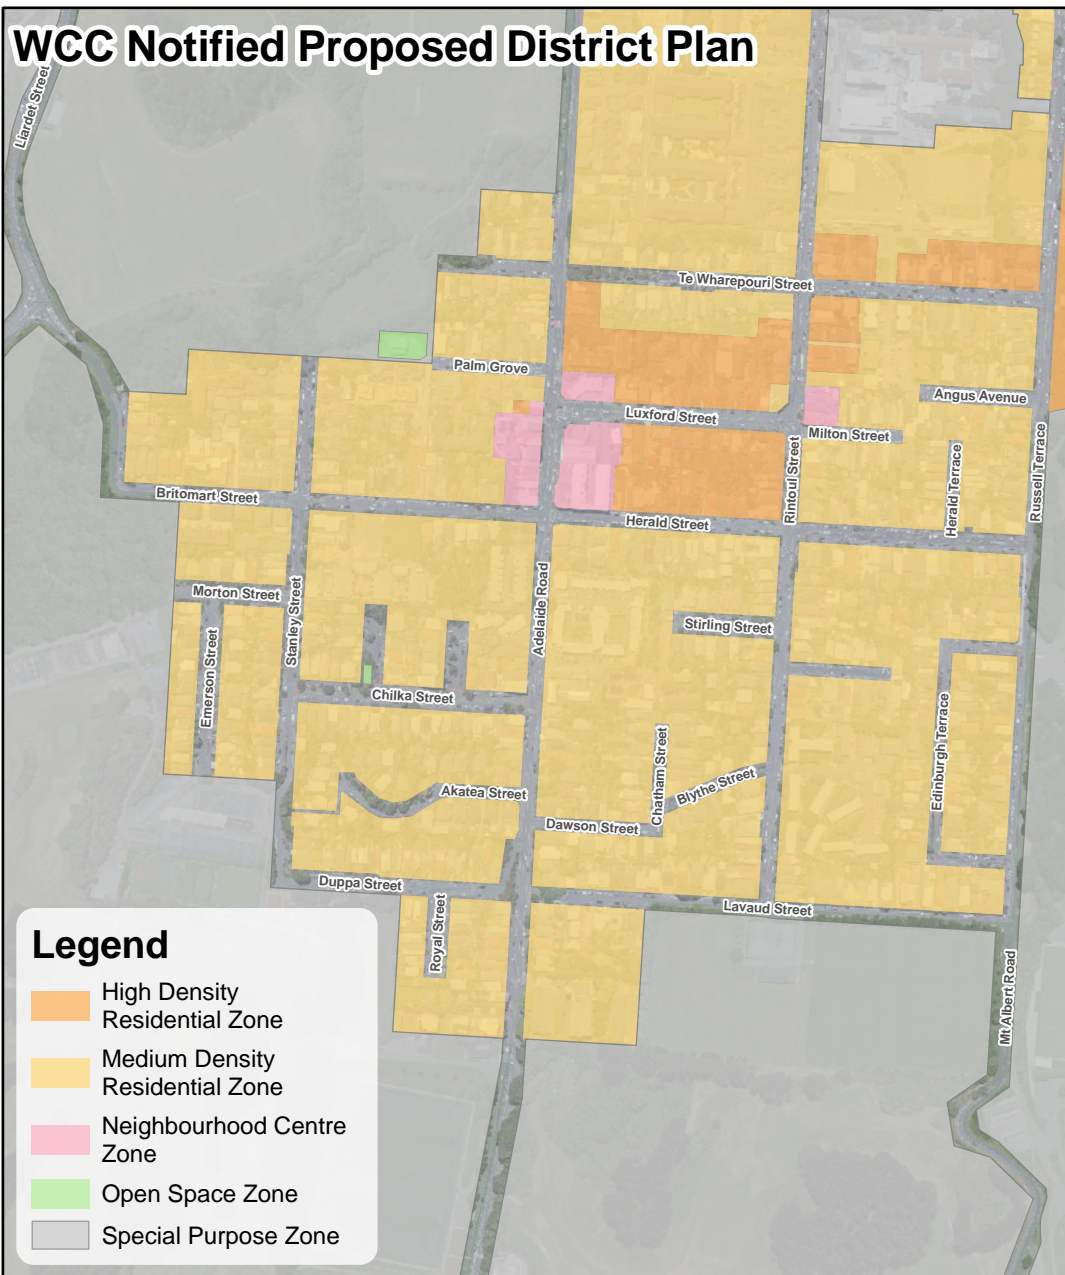 WCC Notified Proposed District Plan
Liardet Street
Te Wharepouri Street
Palm Grove
Angus Avenue
Luxford Street
Milton Street
Rintoul Street
Herald Terrace
Russell Terrace
Britomart Street
Herald Street
Adelaide Road
Morton Street
Stanley Street
Emerson Street
Stirling Street
Chilka Street
Edinburgh Terrace
Chatham Street
Blythe Street
Akatea Street
Dawson Street
Duppa Street
Lavaud Street
Royal Street
Mt Albert Road
Legend
High Density
Residential Zone
Medium Density
Residential Zone
Neighbourhood Centre
Zone
Open Space Zone
Special Purpose Zone